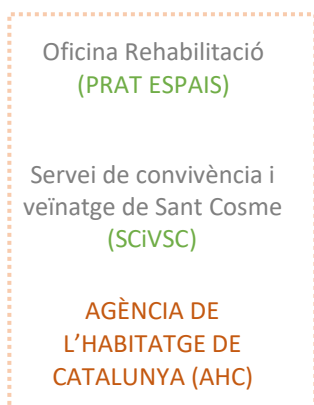 Oficina Rehabilitació
(PRAT ESPAIS)
Servei de convivència i
veïnatge de Sant Cosme
(SCiVSC)
AGÈNCIA DE
L’HABITATGE DE
CATALUNYA (AHC)